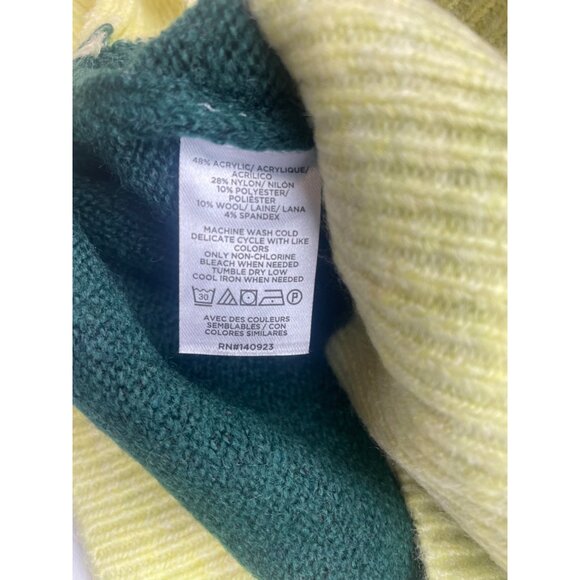 48% ACRYLIC/ ACRYLIQUE/
ACRÍLICO
28% NYLON/ NILÓN
10% POLYESTER/
POLIÉSTER
10% WOOL/ LAINE/ LANA
4% SPANDEX
MACHINE WASH COLD
DELICATE CYCLE WITH LIKE
COLORS
ONLY NON-CHLORINE
BLEACH WHEN NEEDED
TUMBLE DRY LOW
COOL IRON WHEN NEEDED
30 P
AVEC DES COULEURS
SEMBLABLES / CON
COLORES SIMILARES
RN#140923